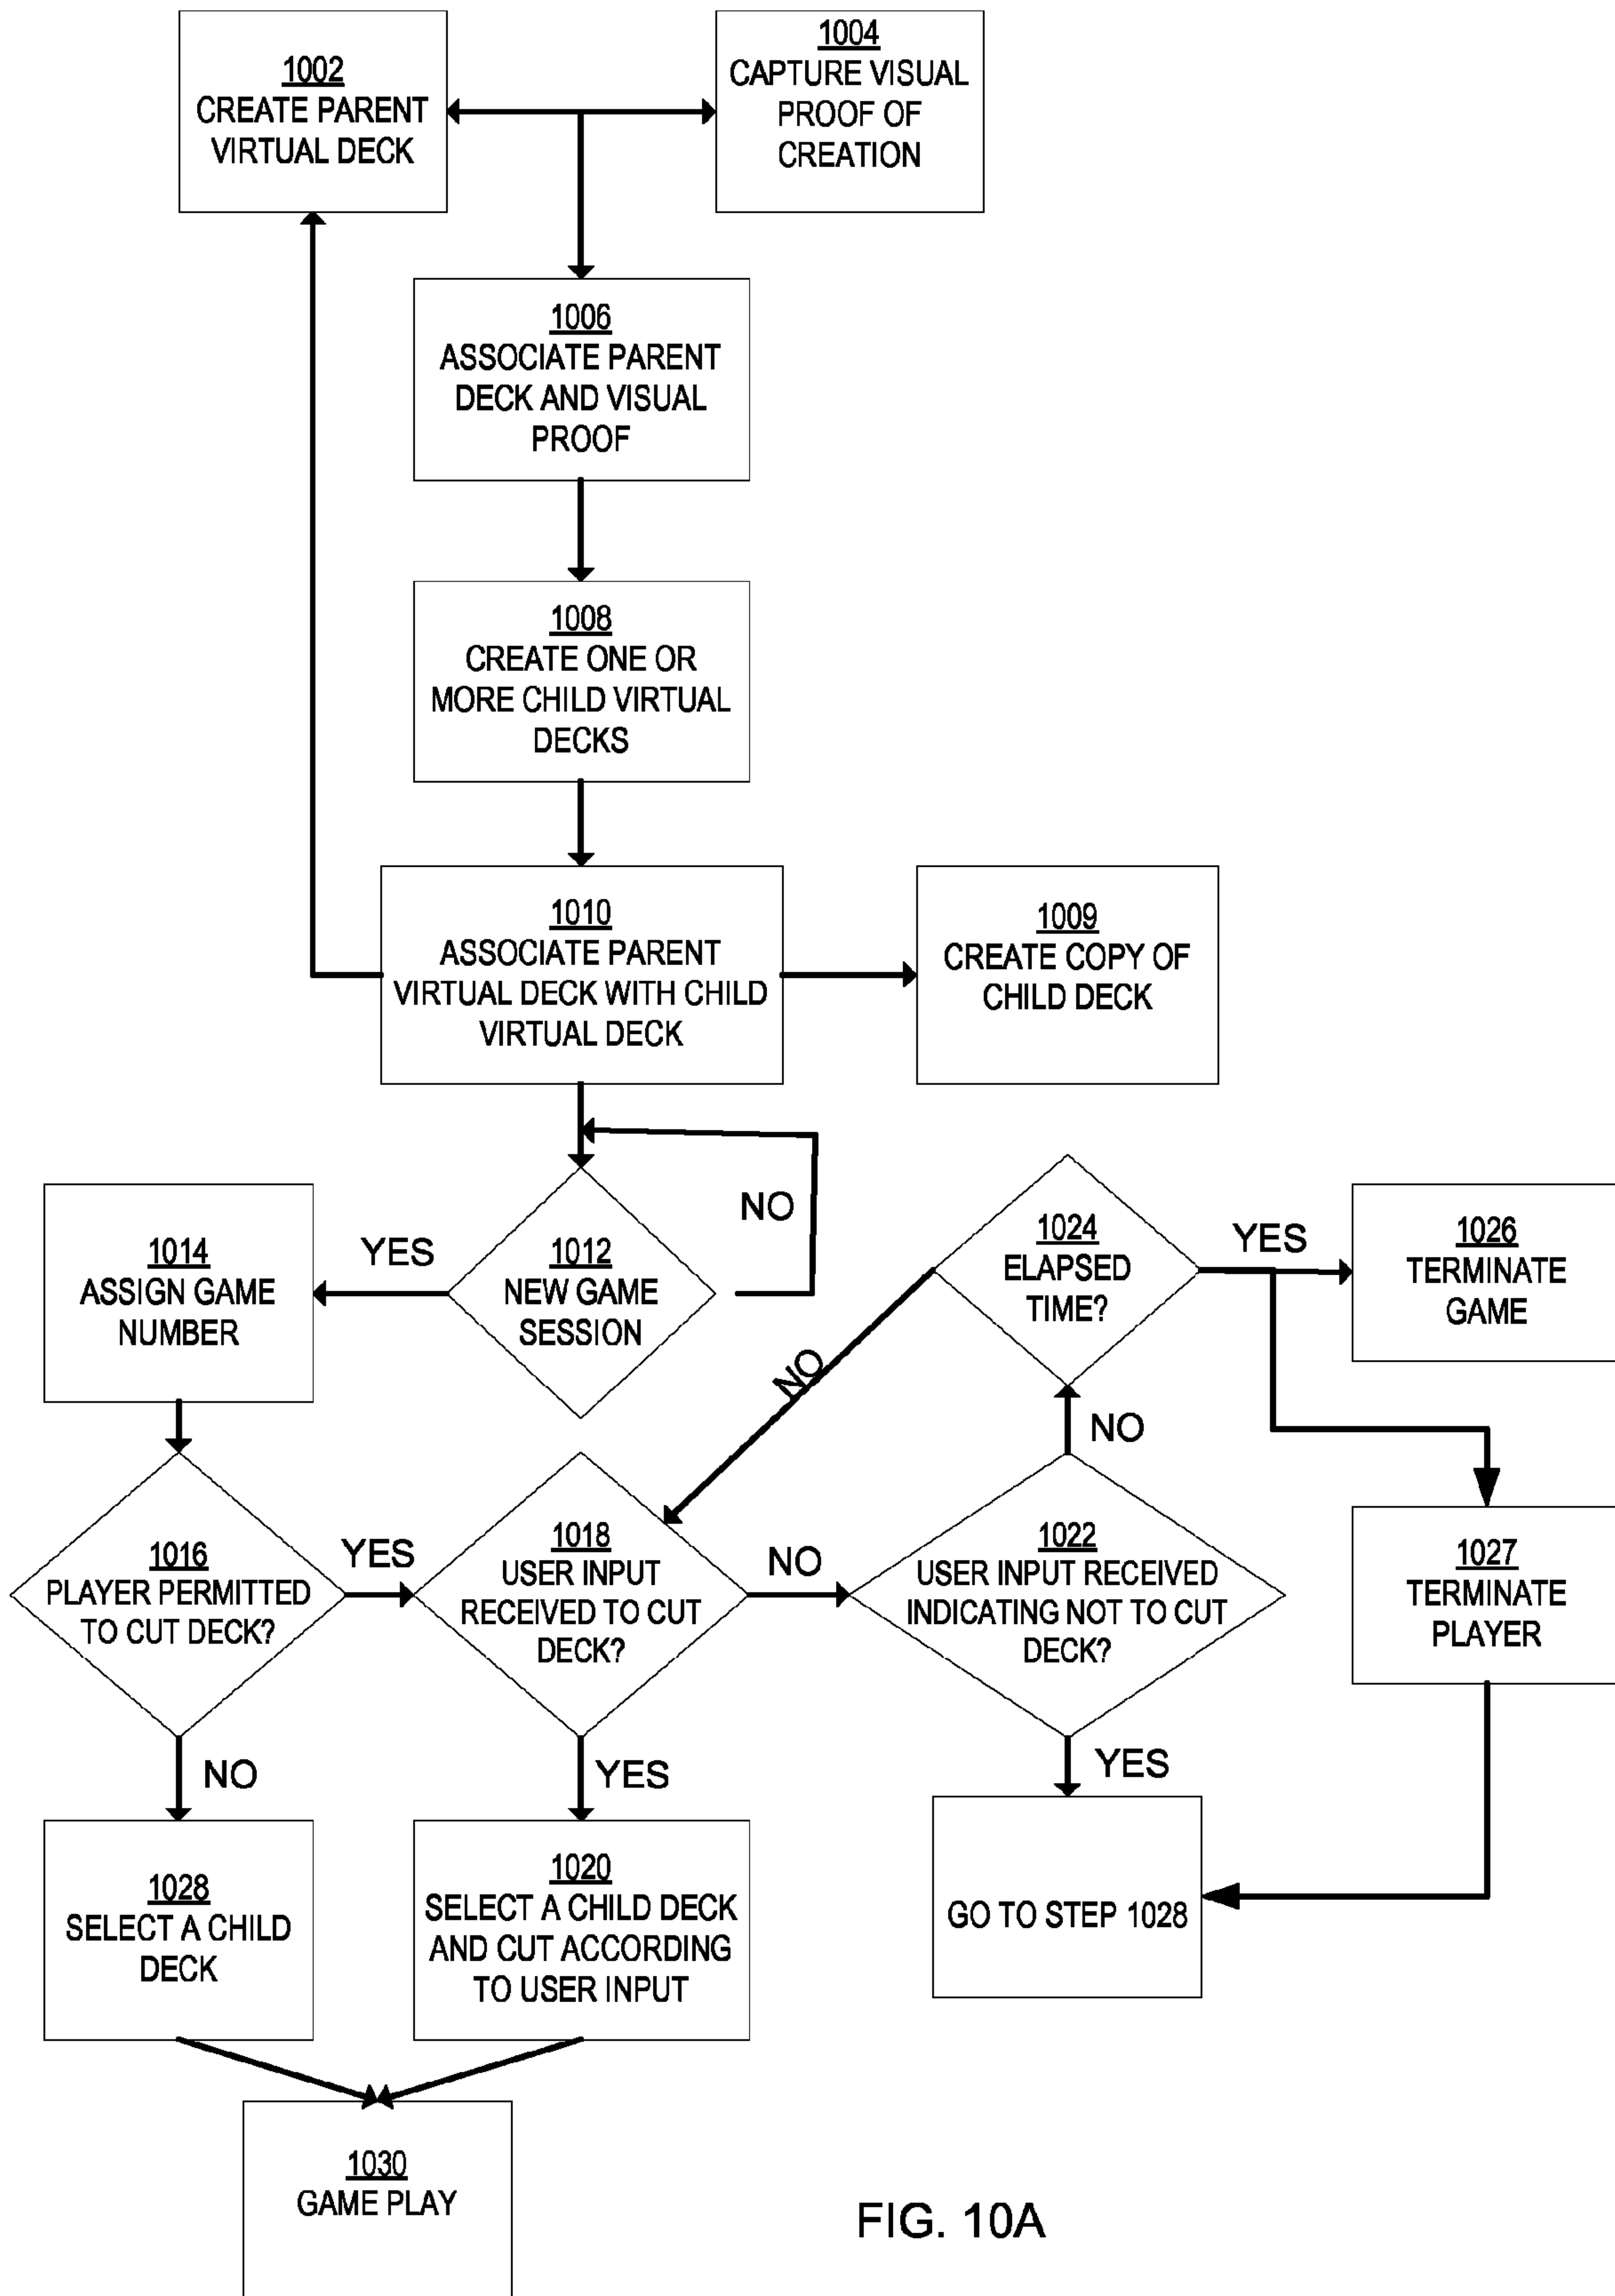 1002
CREATE PARENT
VIRTUAL DECK
1004
CAPTURE VISUAL
PROOF OF
CREATION
1006
ASSOCIATE PARENT
DECK AND VISUAL
PROOF
1008
CREATE ONE OR
MORE CHILD VIRTUAL
DECKS
1010
ASSOCIATE PARENT
VIRTUAL DECK WITH CHILD
VIRTUAL DECK
1009
CREATE COPY OF
CHILD DECK
1014
ASSIGN GAME
NUMBER
YES
1012
NEW GAME
SESSION
NO
1024
ELAPSED
TIME?
YES
1026
TERMINATE
GAME
NO
NO
1016
PLAYER PERMITTED
TO CUT DECK?
YES
1018
USER INPUT
RECEIVED TO CUT
DECK?
NO
1022
USER INPUT RECEIVED
INDICATING NOT TO CUT
DECK?
1027
TERMINATE
PLAYER
NO
YES
YES
1028
SELECT A CHILD
DECK
1020
SELECT A CHILD DECK
AND CUT ACCORDING
TO USER INPUT
GO TO STEP 1028
1030
GAME PLAY
FIG. 10A